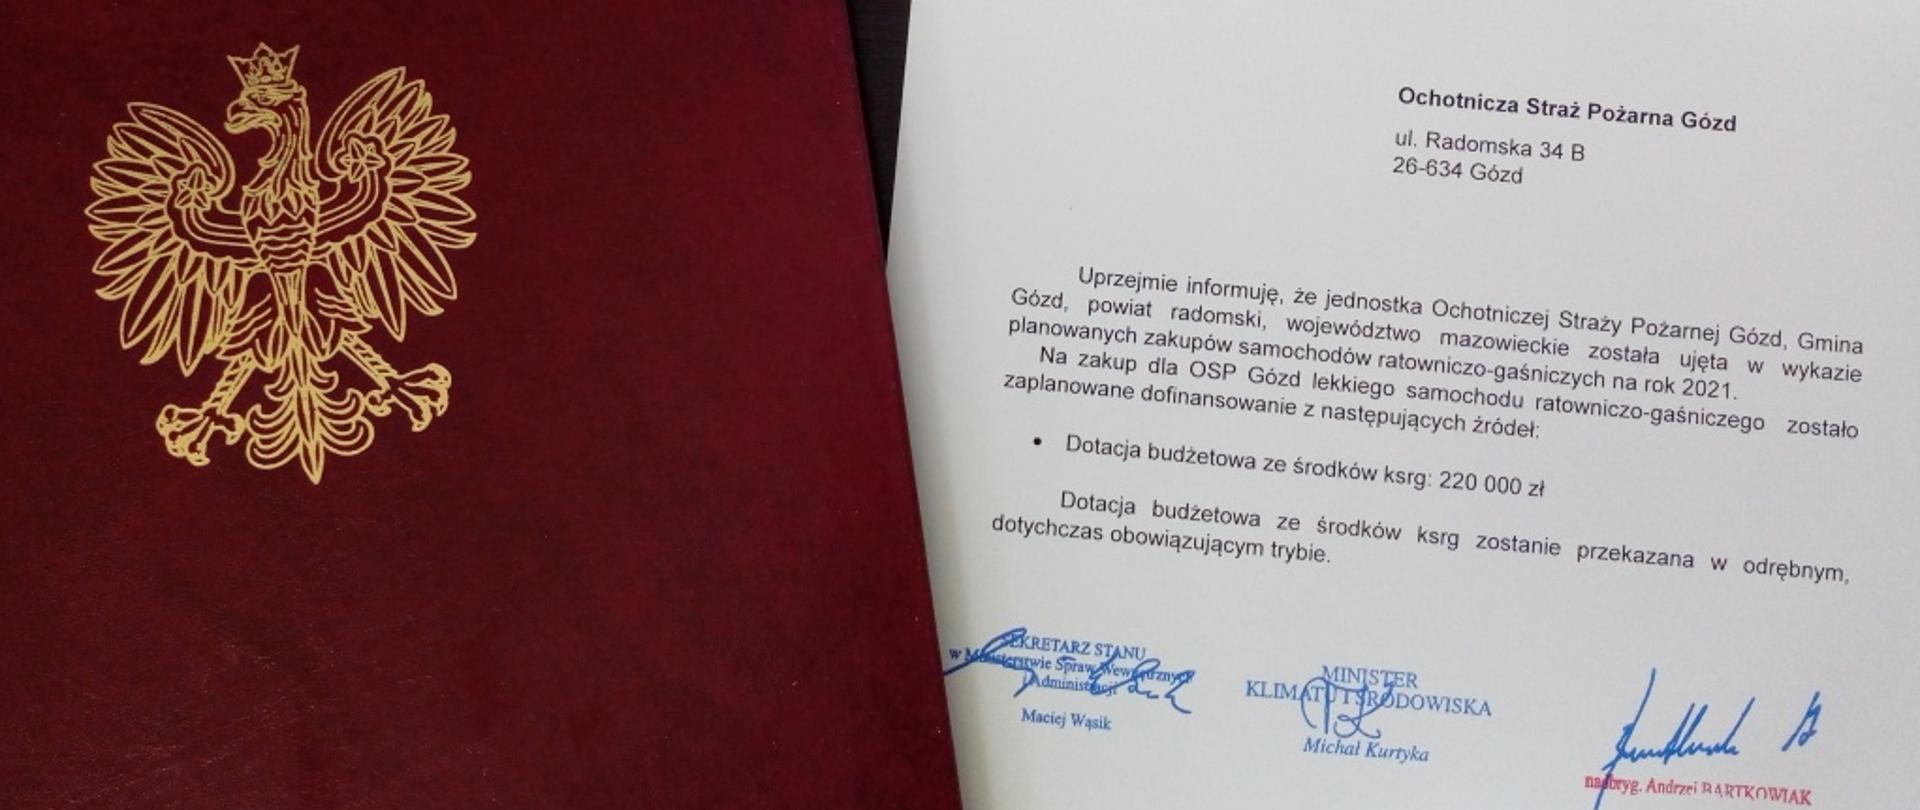 Ochotnicza Straż Pożarna Gózd
ul. Radomska 34 B
26-634 Gózd
Uprzejmie informuję, że jednostka Ochotniczej Straży Pożarnej Gózd, Gmina
Gózd, powiat radomski, województwo mazowieckie została ujęta w wykazie
planowanych zakupów samochodów ratowniczo-gaśniczych na rok 2021.
Na zakup dla OSP Gózd lekkiego samochodu ratowniczo-gaśniczego zostało
zaplanowane dofinansowanie z następujących źródeł:
• Dotacja budżetowa ze środków ksrg: 220 000 zł
Dotacja budżetowa ze środków ksrg zostanie przekazana w odrębnym,
dotychczas obowiązującym trybie.
SEKRETARZ STANU
w Ministerstwie Spraw Wewnętrznych
i Administracji
Maciej Wąsik
MINISTER
KLIMATU I ŚRODOWISKA
Michał Kurtyka
nadbryg. Andrzej BARTKOWIAK